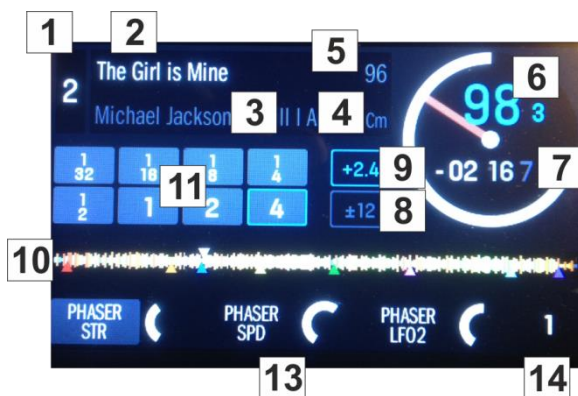 1 2
5
The Girl is Mine 96
6
98 3
2
Michael Jackson 3 II I A 4 Cm
-02 16 7
7
1/32 1/16 1/8 1/4 +2.4 9
11
1/2 1 2 4 ±12 8
10
PHASER STR PHASER SPD PHASER LFO2 1
13 14